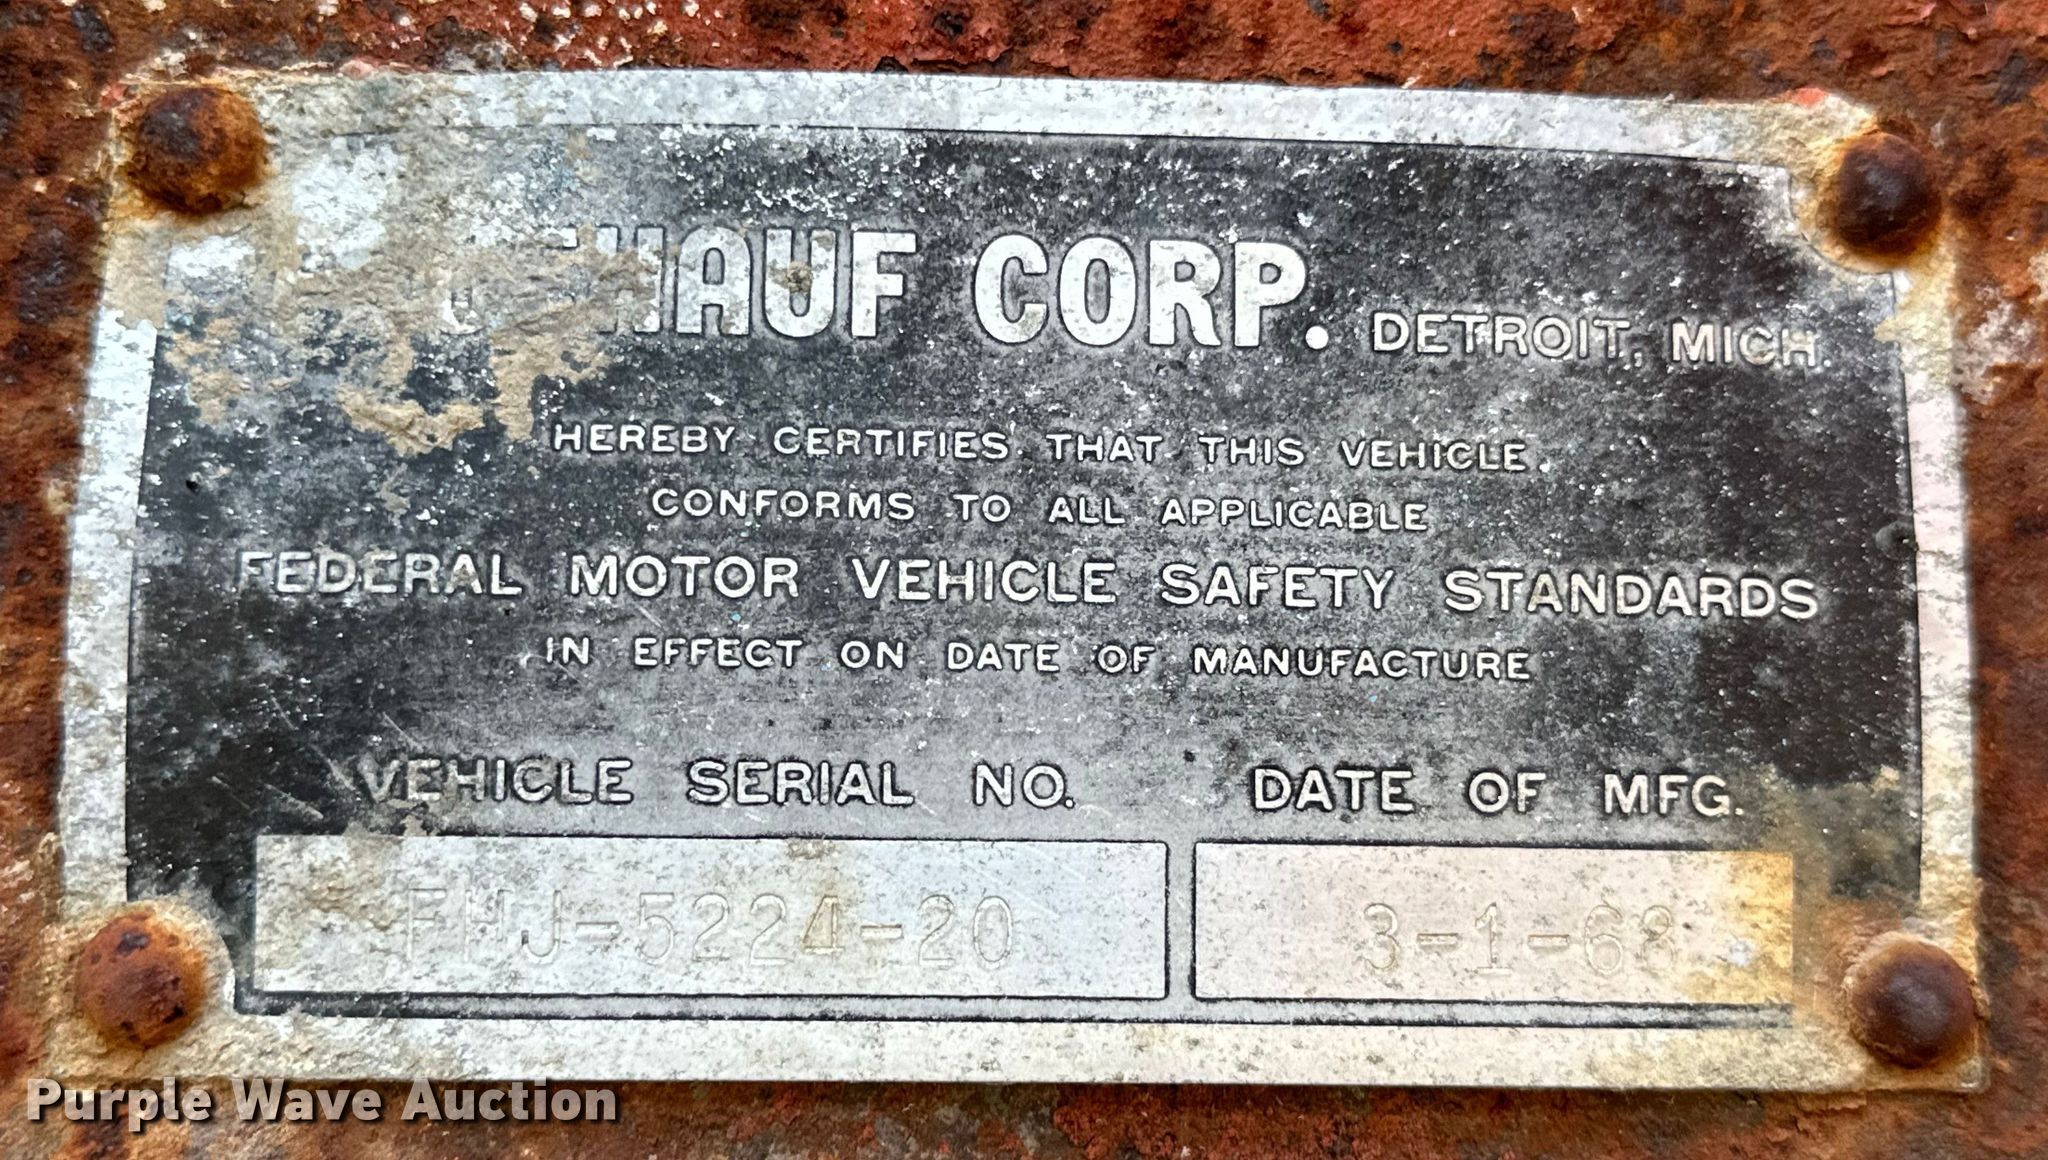 HAUF CORP. DETROIT, MICH.
HEREBY CERTIFIES THAT THIS VEHICLE
CONFORMS TO ALL APPLICABLE
FEDERAL MOTOR VEHICLE SAFETY STANDARDS
IN EFFECT ON DATE OF MANUFACTURE
VEHICLE SERIAL NO. DATE OF MFG.
FHJ-5224-20 3-1-68
Purple Wave Auction